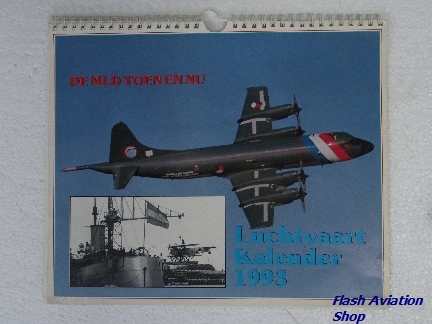 DE MLD TOEN EN NU
Luchtvaart
Kalender
1993
Flash Aviation
Shop